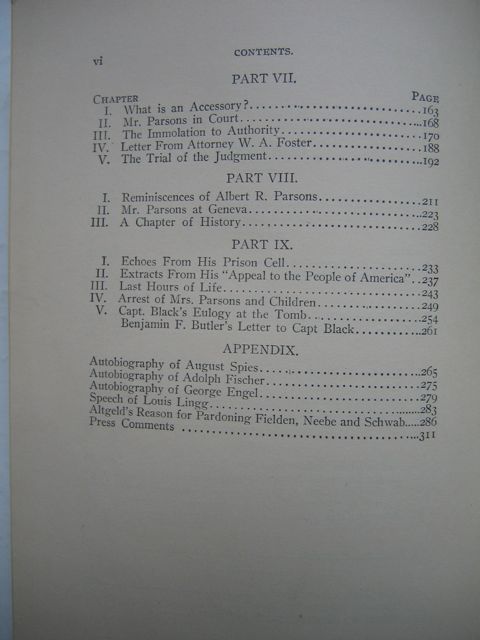 vi
CONTENTS.
PART VII.
CHAPTER PAGE
I. What is an Accessory?..............................163
II. Mr. Parsons in Court..............................168
III. The Immolation to Authority..............................170
IV. Letter From Attorney W. A. Foster..............................188
V. The Trial of the Judgment..............................192
PART VIII.
I. Reminiscences of Albert R. Parsons..............................211
II. Mr. Parsons at Geneva..............................223
III. A Chapter of History..............................228
PART IX.
I. Echoes From His Prison Cell..............................233
II. Extracts From His "Appeal to the People of America"..237
III. Last Hours of Life..............................243
IV. Arrest of Mrs. Parsons and Children..............................249
V. Capt. Black's Eulogy at the Tomb..............................254
Benjamin F. Butler's Letter to Capt Black..............................261
APPENDIX.
Autobiography of August Spies..............................265
Autobiography of Adolph Fischer..............................275
Autobiography of George Engel..............................279
Speech of Louis Lingg..............................283
Altgeld's Reason for Pardoning Fielden, Neebe and Schwab.....286
Press Comments ..............................311